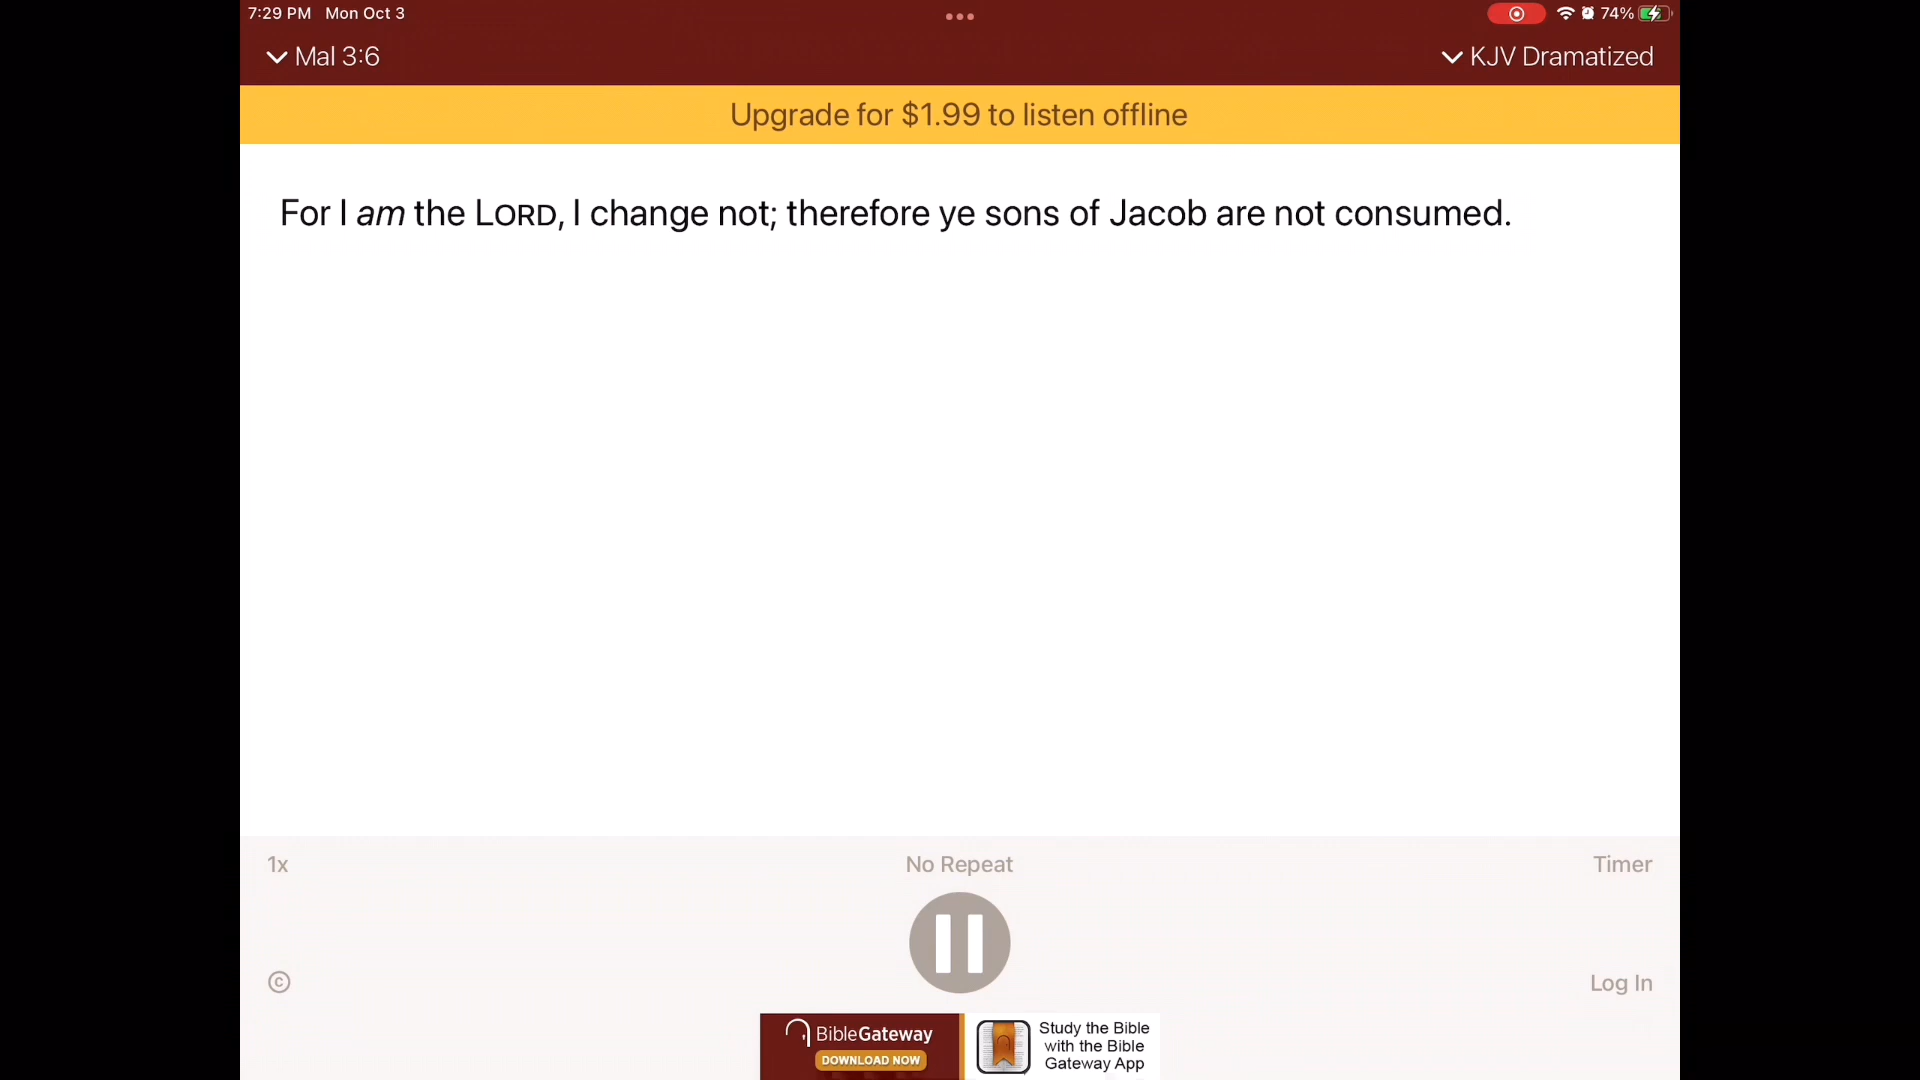 7:29 PM Mon Oct 3
74%
Mal 3:6
KJV Dramatized
Upgrade for $1.99 to listen offline
For I am the LORD, I change not; therefore ye sons of Jacob are not consumed.
1x
No Repeat
Timer
©
Log In
BibleGateway
DOWNLOAD NOW
Study the Bible
with the Bible
Gateway App